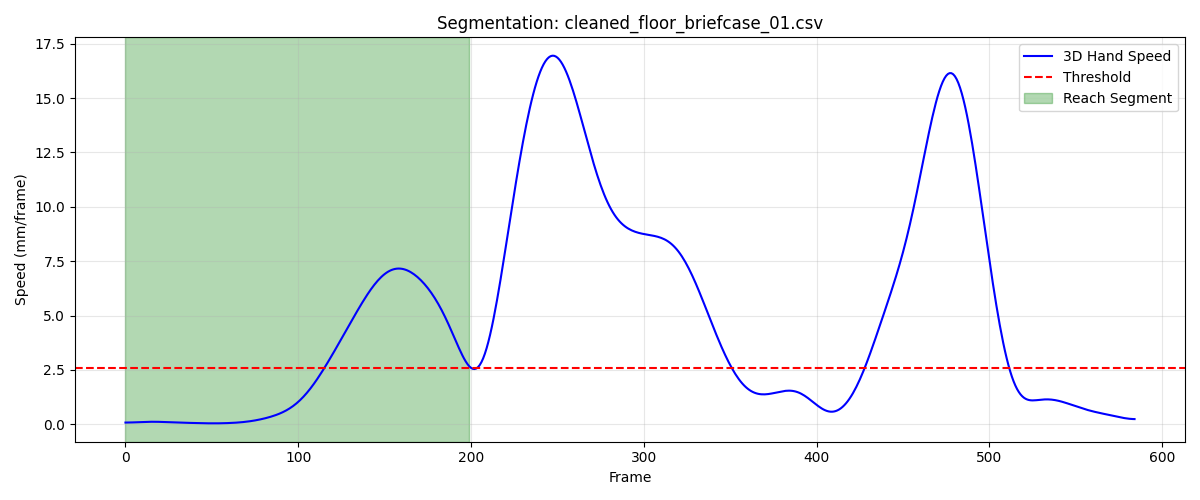 Segmentation: cleaned_floor_briefcase_01.csv
3D Hand Speed
Threshold
Reach Segment
Speed (mm/frame)
17.5
15.0
12.5
10.0
7.5
5.0
2.5
0.0
0 100 200 300 400 500 600
Frame